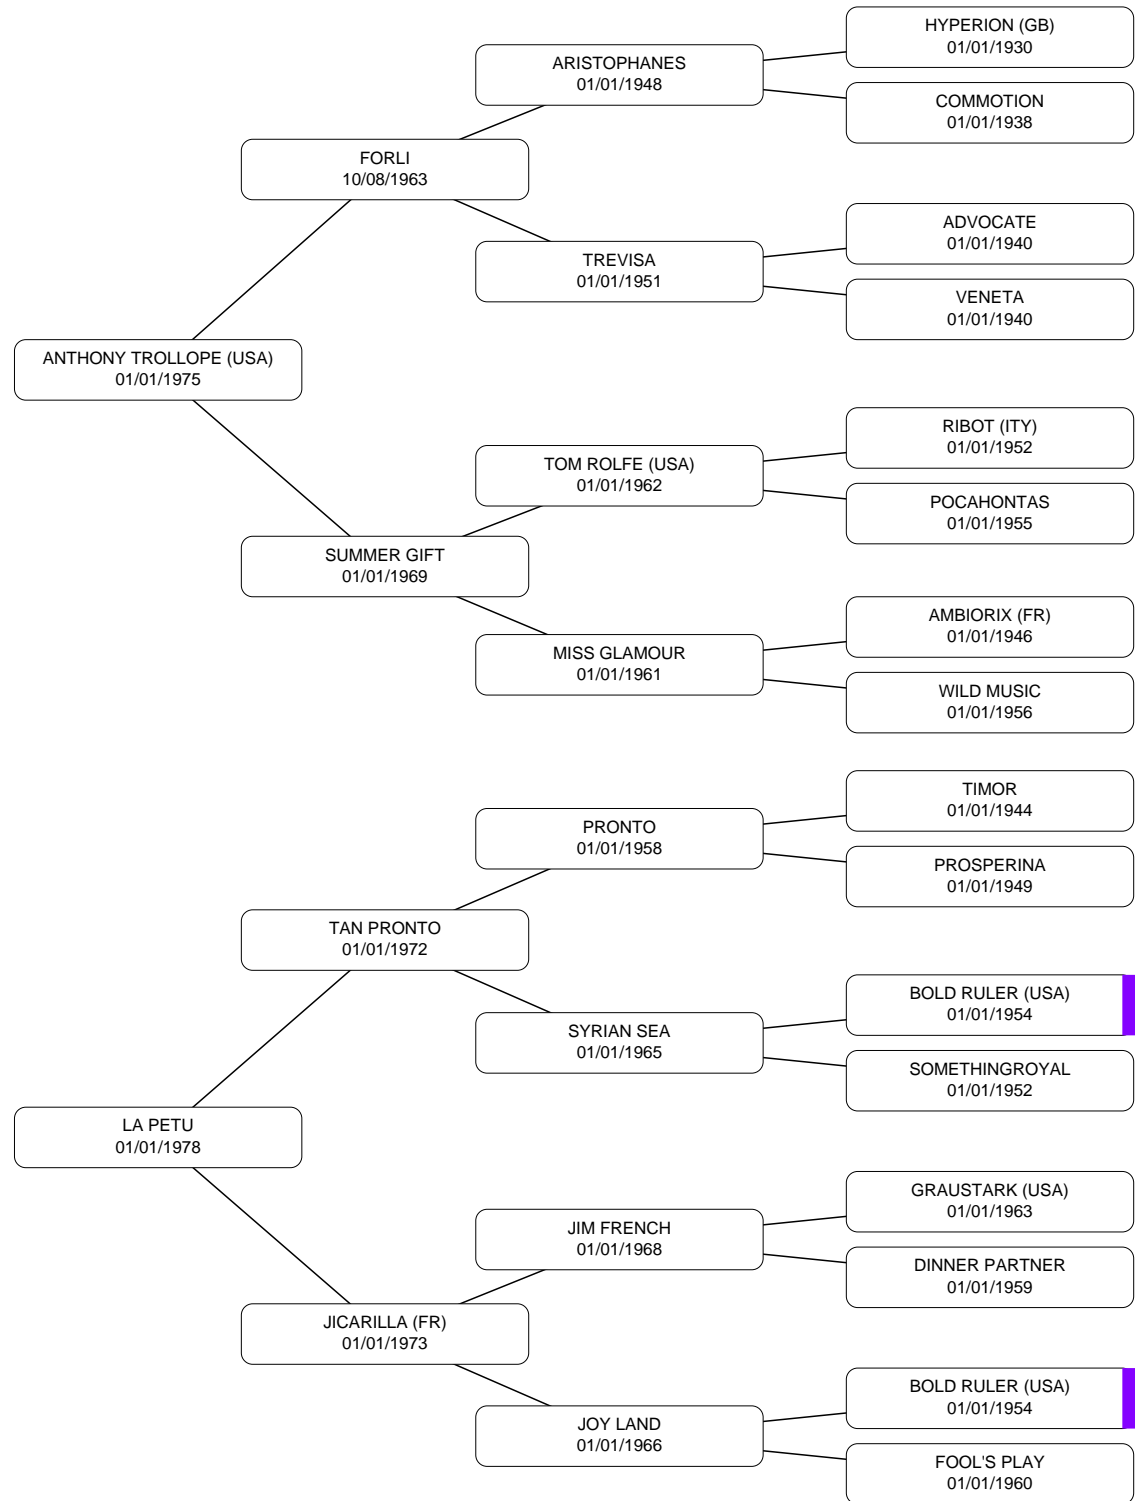 HYPERION (GB)
01/01/1930
ARISTOPHANES
01/01/1948
COMMOTION
01/01/1938
FORLI
10/08/1963
ADVOCATE
01/01/1940
TREVISA
01/01/1951
VENETA
01/01/1940
ANTHONY TROLLOPE (USA)
01/01/1975
RIBOT (ITY)
01/01/1952
TOM ROLFE (USA)
01/01/1962
POCAHONTAS
01/01/1955
SUMMER GIFT
01/01/1969
AMBIORIX (FR)
01/01/1946
MISS GLAMOUR
01/01/1961
WILD MUSIC
01/01/1956
TIMOR
01/01/1944
PRONTO
01/01/1958
PROSPERINA
01/01/1949
TAN PRONTO
01/01/1972
BOLD RULER (USA)
01/01/1954
SYRIAN SEA
01/01/1965
SOMETHINGROYAL
01/01/1952
LA PETU
01/01/1978
GRAUSTARK (USA)
01/01/1963
JIM FRENCH
01/01/1968
DINNER PARTNER
01/01/1959
JICARILLA (FR)
01/01/1973
BOLD RULER (USA)
01/01/1954
JOY LAND
01/01/1966
FOOL'S PLAY
01/01/1960